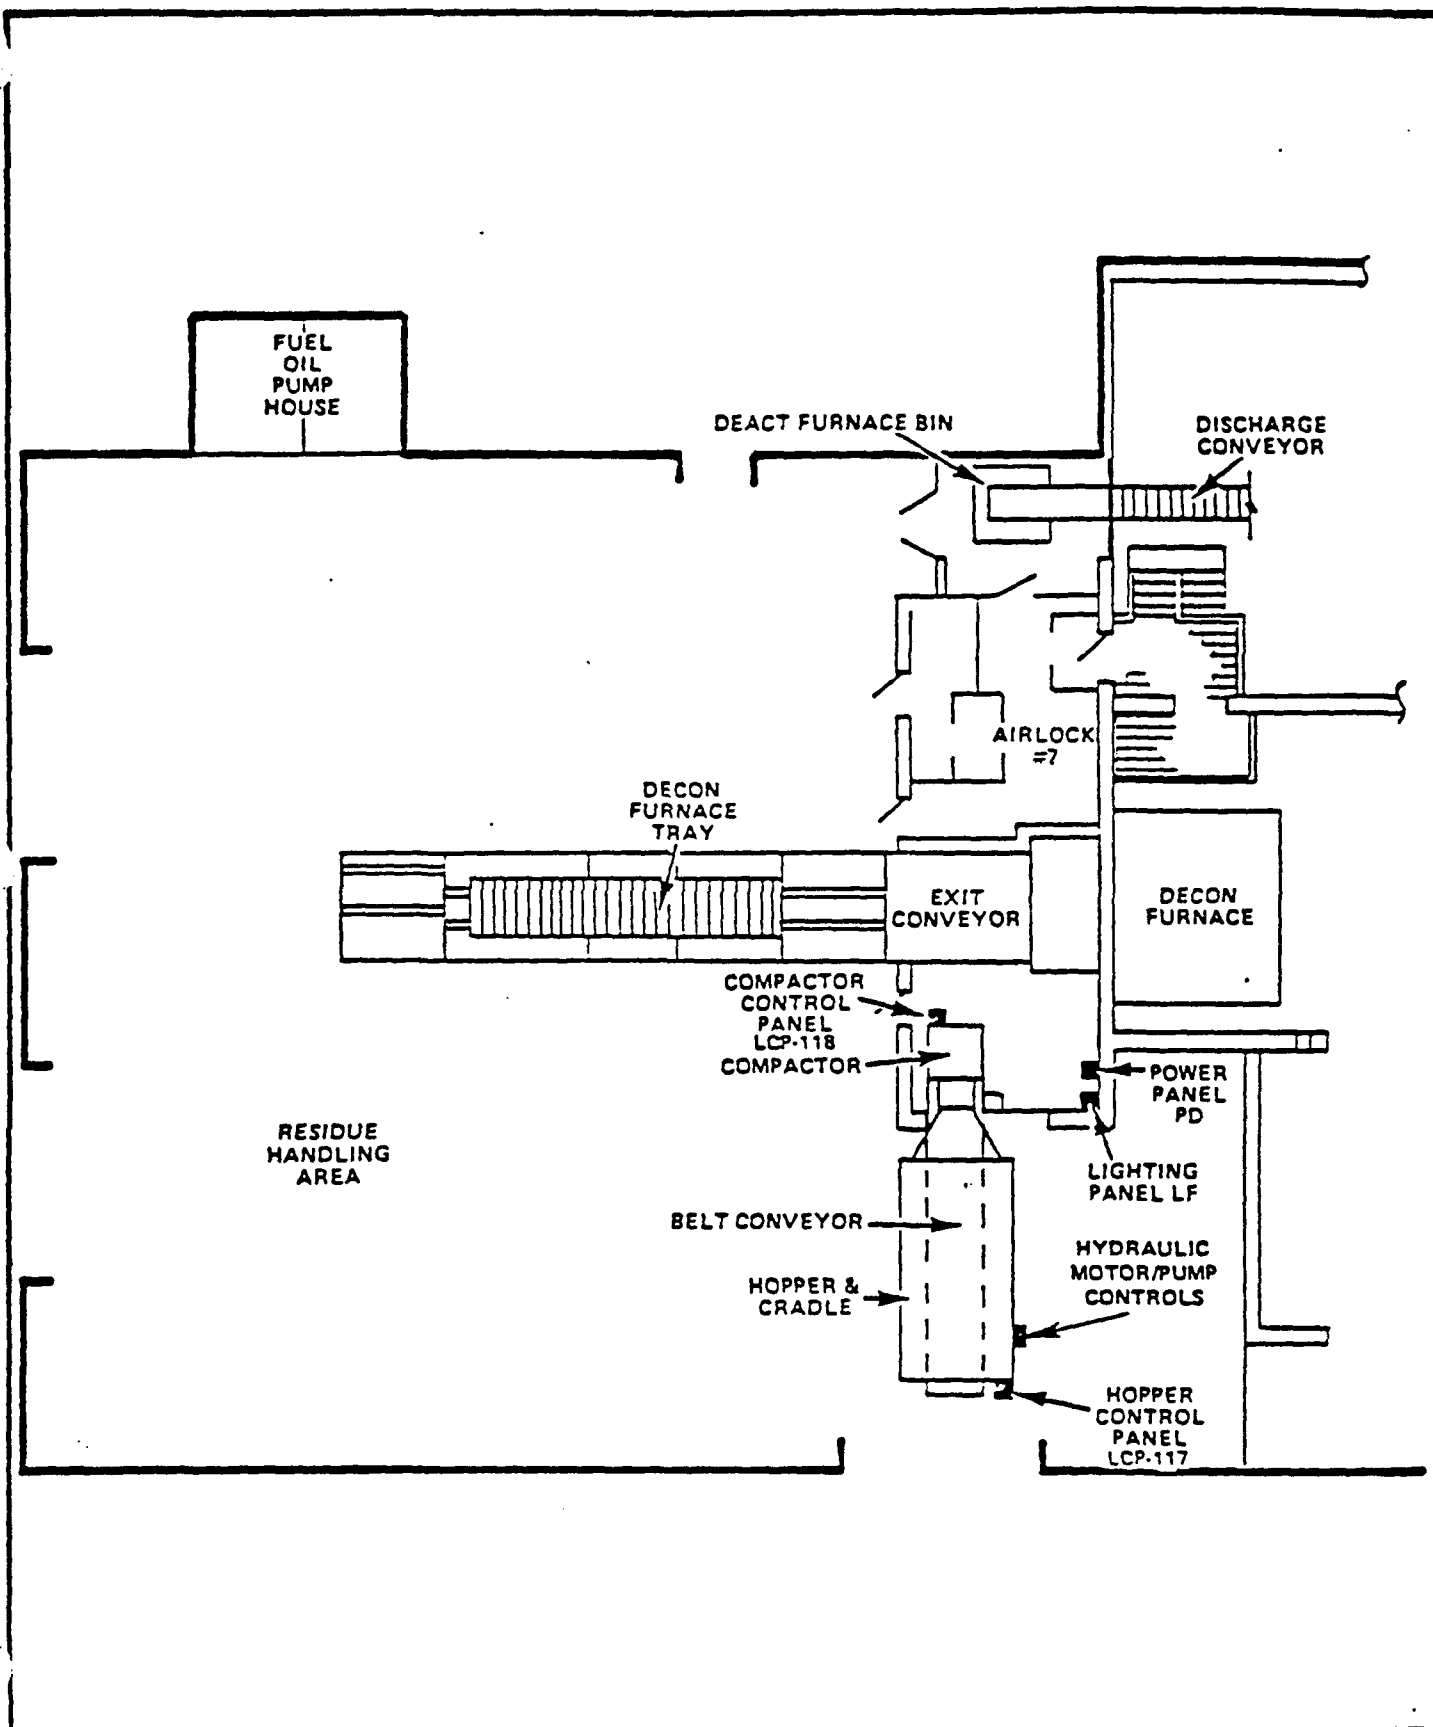 FUEL
OIL
PUMP
HOUSE
DEACT FURNACE BIN
DISCHARGE
CONVEYOR
AIRLOCK
#7
DECON
FURNACE
TRAY
EXIT
CONVEYOR
DECON
FURNACE
COMPACTOR
CONTROL
PANEL
LCP-118
COMPACTOR
POWER
PANEL
PD
RESIDUE
HANDLING
AREA
LIGHTING
PANEL LF
BELT CONVEYOR
HYDRAULIC
MOTOR/PUMP
CONTROLS
HOPPER &
CRADLE
HOPPER
CONTROL
PANEL
LCP-117